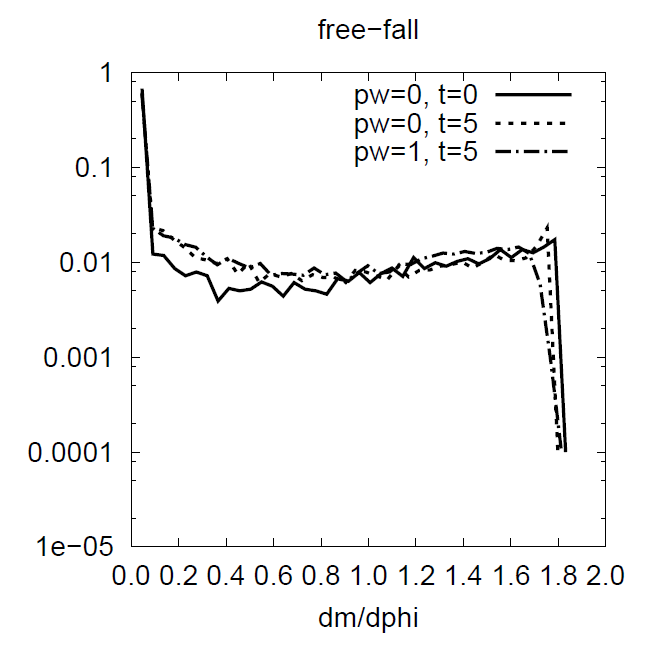 free−fall
pw=0, t=0
pw=0, t=5
pw=1, t=5
1
0.1
0.01
0.001
0.0001
1e−05
0.0 0.2 0.4 0.6 0.8 1.0 1.2 1.4 1.6 1.8 2.0
dm/dphi